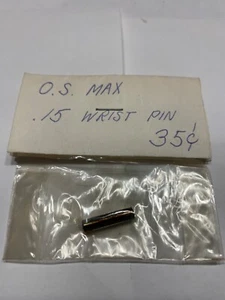 O.S. MAX
.15 WRIST PIN
35¢